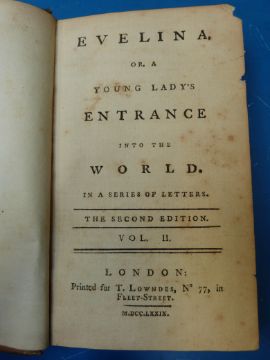 EVELINA,
OR, A
YOUNG LADY'S
ENTRANCE
INTO THE
WORLD.
IN A SERIES OF LETTERS.
THE SECOND EDITION.
VOL. II.
LONDON:
Printed for T. LOWNDES, Nº 77, in
FLEET-STREET.
M.DCC.LXXIX.